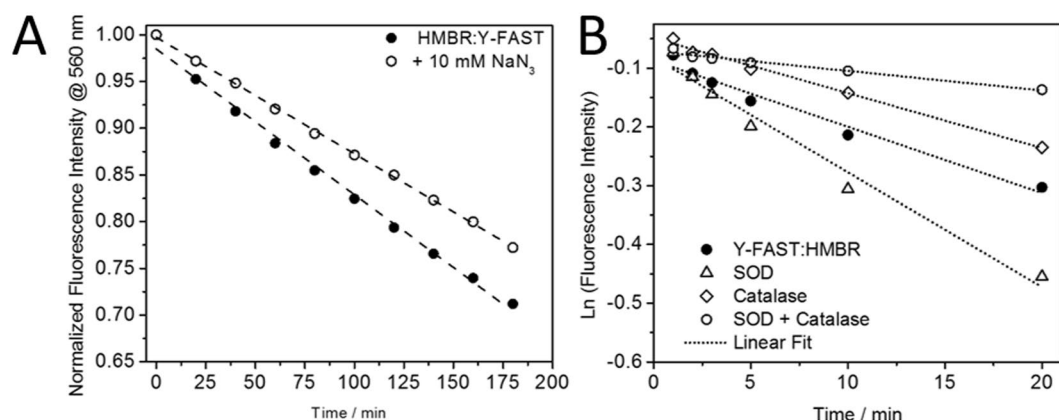 A
Normalized Fluorescence Intensity @ 560 nm
1.00
0.95
0.90
0.85
0.80
0.75
0.70
0.65
HMBR:Y-FAST
+ 10 mM NaN₃
0 25 50 75 100 125 150 175 200
Time / min
B
Ln (Fluorescence Intensity)
-0.1
-0.2
-0.3
-0.4
-0.5
-0.6
Y-FAST:HMBR
SOD
Catalase
SOD + Catalase
Linear Fit
0 5 10 15 20
Time / min